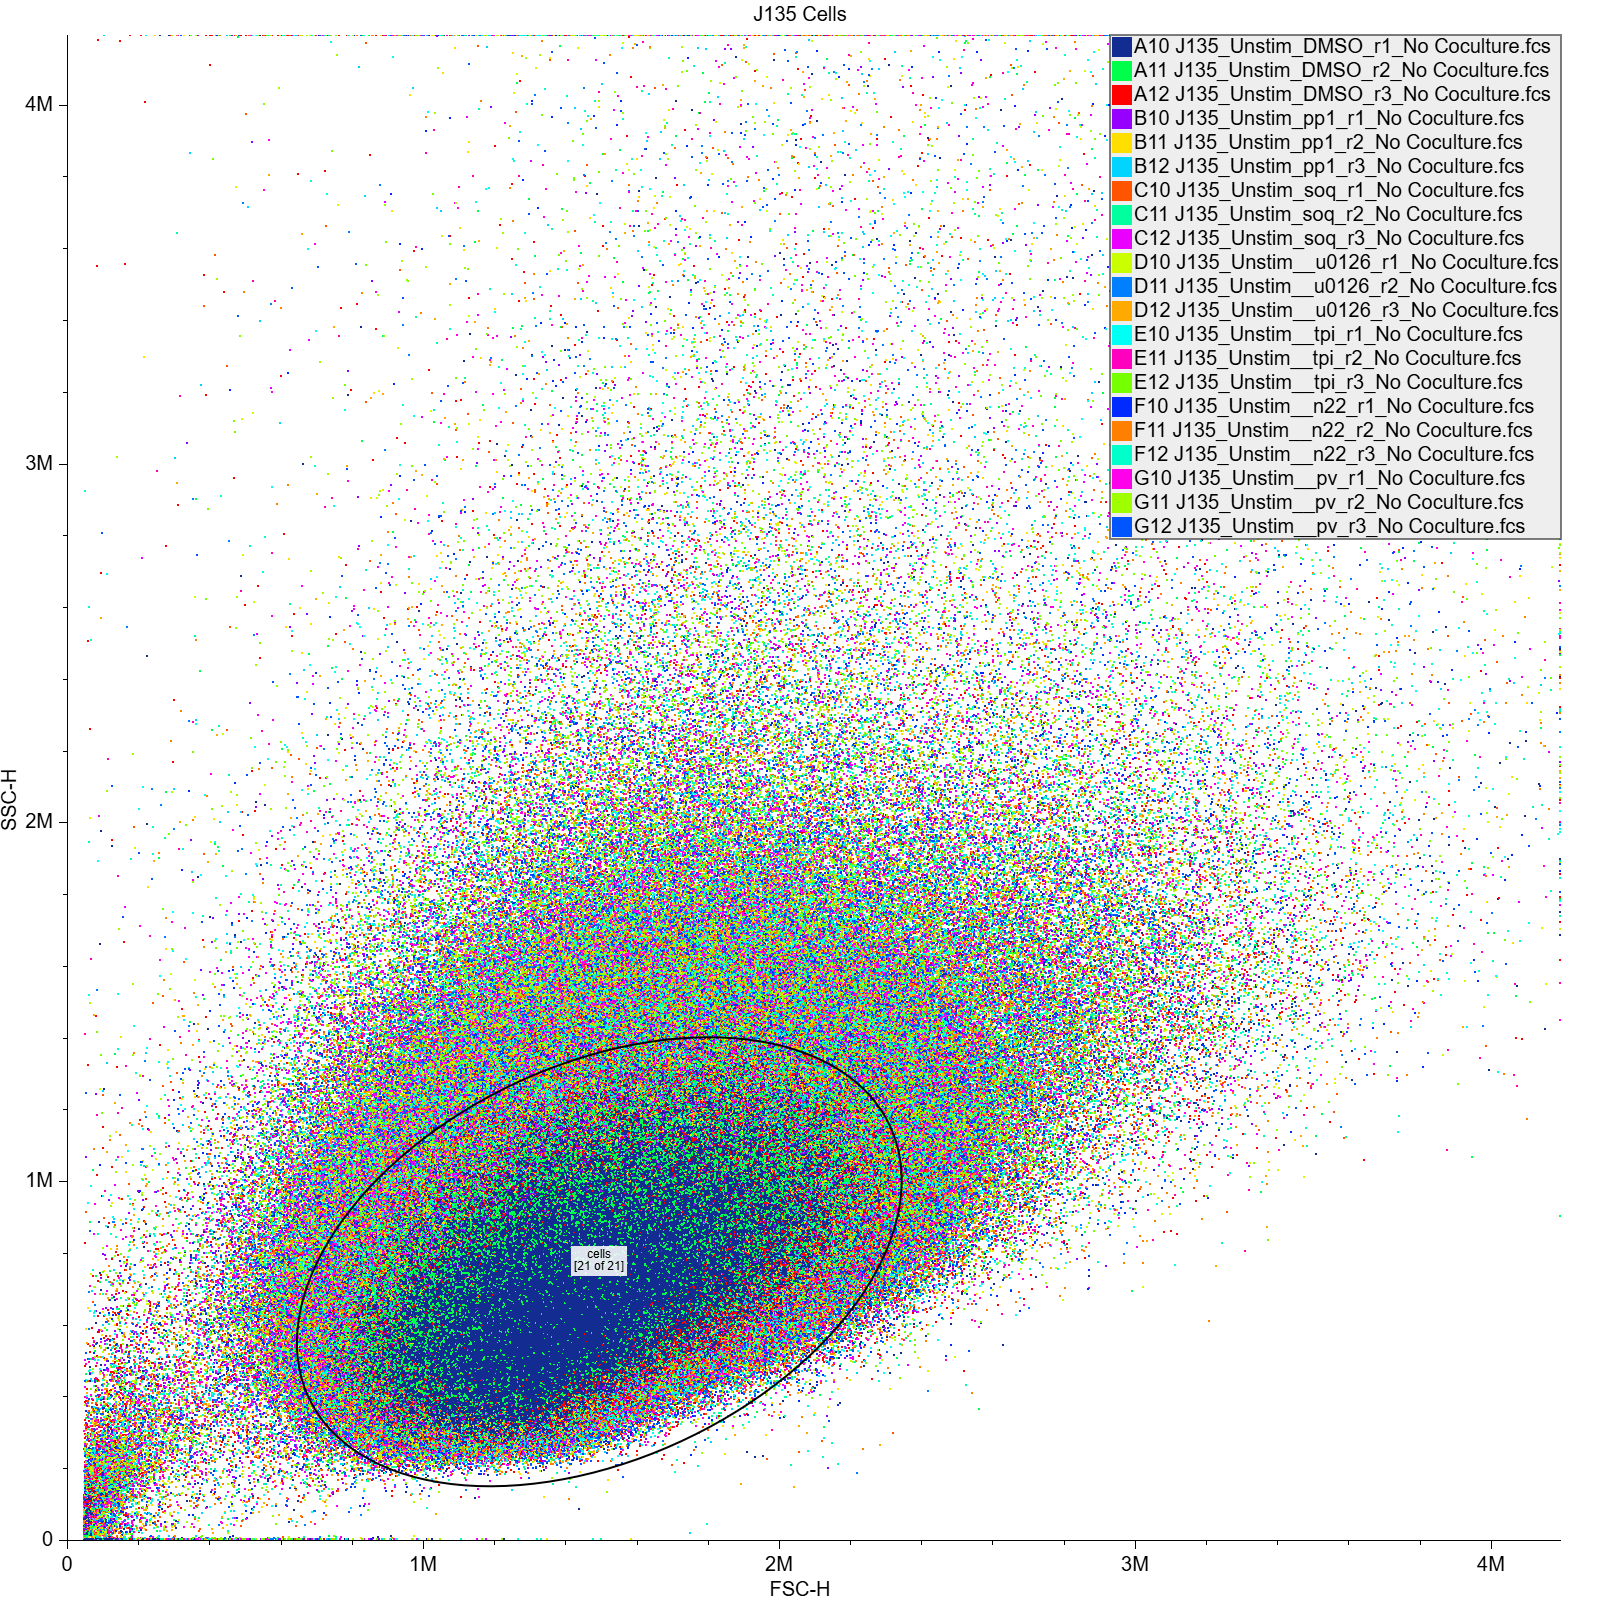 J135 Cells
A10 J135_Unstim_DMSO_r1_No Coculture.fcs
A11 J135_Unstim_DMSO_r2_No Coculture.fcs
A12 J135_Unstim_DMSO_r3_No Coculture.fcs
B10 J135_Unstim_pp1_r1_No Coculture.fcs
B11 J135_Unstim_pp1_r2_No Coculture.fcs
B12 J135_Unstim_pp1_r3_No Coculture.fcs
C10 J135_Unstim_soq_r1_No Coculture.fcs
C11 J135_Unstim_soq_r2_No Coculture.fcs
C12 J135_Unstim_soq_r3_No Coculture.fcs
D10 J135_Unstim__u0126_r1_No Coculture.fcs
D11 J135_Unstim__u0126_r2_No Coculture.fcs
D12 J135_Unstim__u0126_r3_No Coculture.fcs
E10 J135_Unstim__tpi_r1_No Coculture.fcs
E11 J135_Unstim__tpi_r2_No Coculture.fcs
E12 J135_Unstim__tpi_r3_No Coculture.fcs
F10 J135_Unstim__n22_r1_No Coculture.fcs
F11 J135_Unstim__n22_r2_No Coculture.fcs
F12 J135_Unstim__n22_r3_No Coculture.fcs
G10 J135_Unstim__pv_r1_No Coculture.fcs
G11 J135_Unstim__pv_r2_No Coculture.fcs
G12 J135_Unstim__pv_r3_No Coculture.fcs
4M
3M
2M
1M
0
SSC-H
cells
[21 of 21]
0
1M
2M
3M
4M
FSC-H